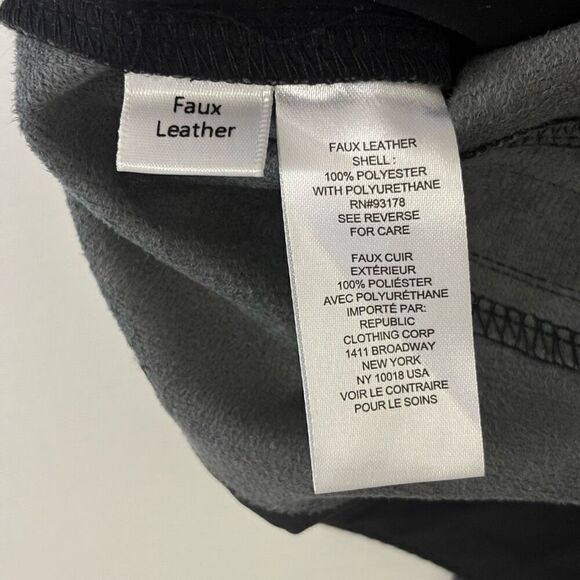 Faux
Leather
FAUX LEATHER
SHELL :
100% POLYESTER
WITH POLYURETHANE
RN#93178
SEE REVERSE
FOR CARE
FAUX CUIR
EXTÉRIEUR
100% POLIÉSTER
AVEC POLYURÉTHANE
IMPORTÉ PAR:
REPUBLIC
CLOTHING CORP
1411 BROADWAY
NEW YORK
NY 10018 USA
VOIR LE CONTRAIRE
POUR LE SOINS